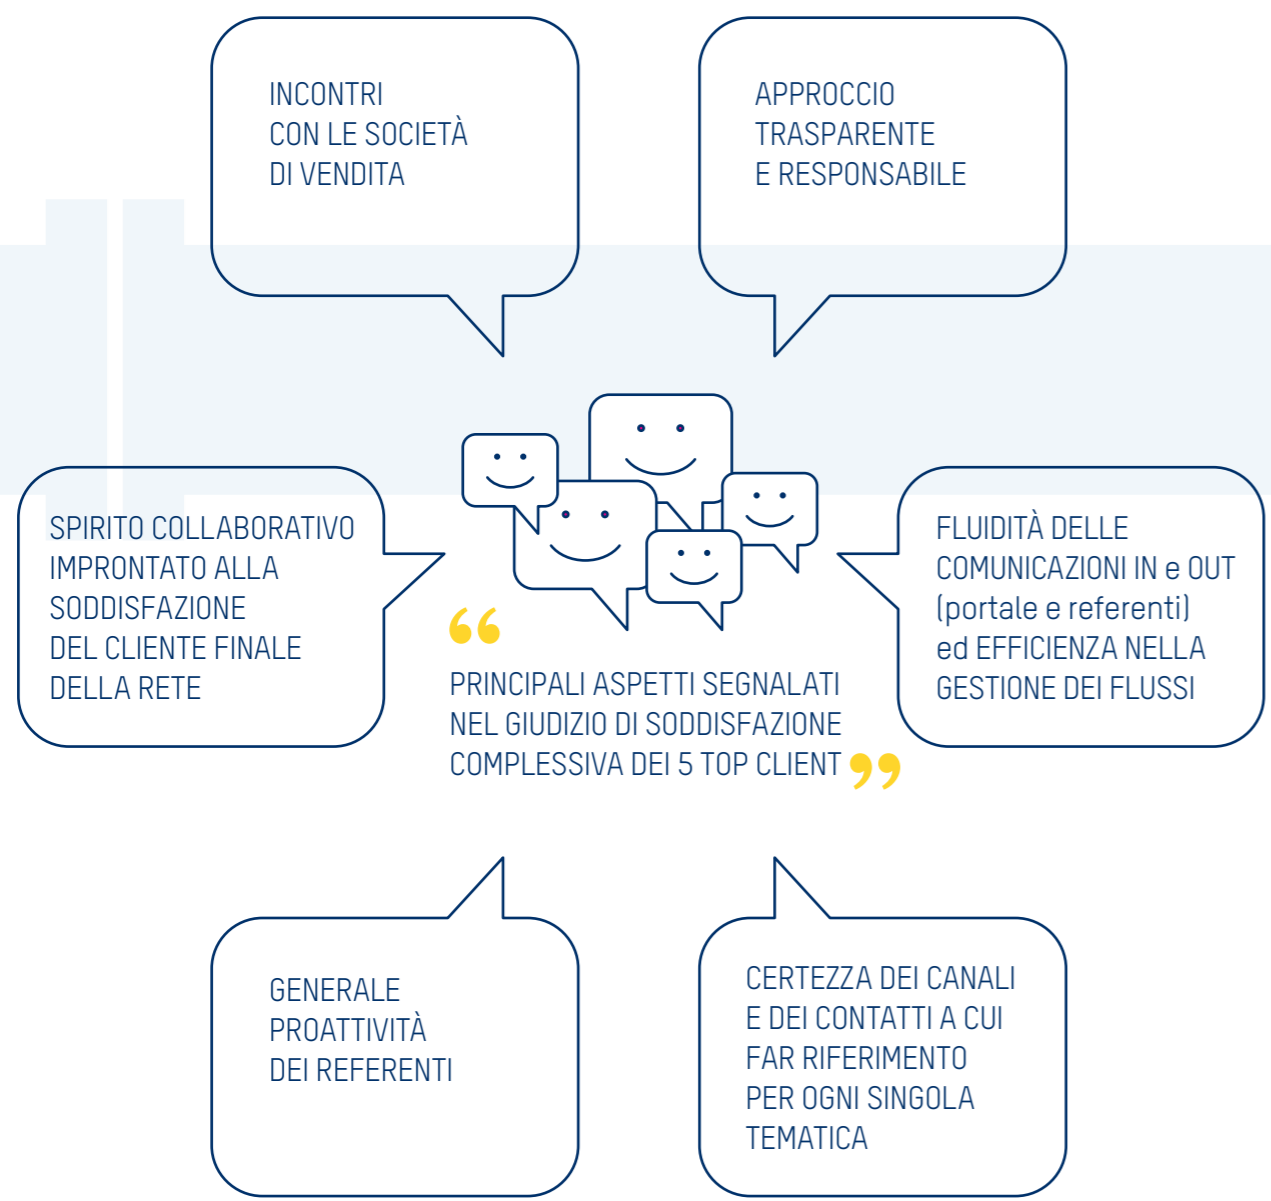 INCONTRI
CON LE SOCIETÀ
DI VENDITA
APPROCCIO
TRASPARENTE
E RESPONSABILE
SPIRITO COLLABORATIVO
IMPRONTATO ALLA
SODDISFAZIONE
DEL CLIENTE FINALE
DELLA RETE
“
PRINCIPALI ASPETTI SEGNALATI
NEL GIUDIZIO DI SODDISFAZIONE
COMPLESSIVA DEI 5 TOP CLIENT ”
FLUIDITÀ DELLE
COMUNICAZIONI IN e OUT
(portale e referenti)
ed EFFICIENZA NELLA
GESTIONE DEI FLUSSI
GENERALE
PROATTIVITÀ
DEI REFERENTI
CERTEZZA DEI CANALI
E DEI CONTATTI A CUI
FAR RIFERIMENTO
PER OGNI SINGOLA
TEMATICA